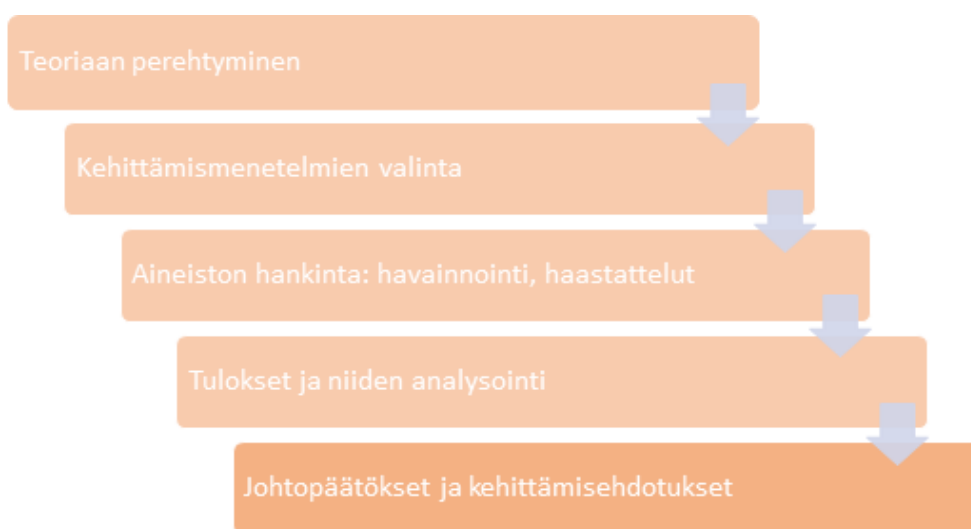 Teoriaan perehtyminen
Kehittämismenetelmien valinta
Aineiston hankinta: havainnointi, haastattelut
Tulokset ja niiden analysointi
Johtopäätökset ja kehittämisehdotukset